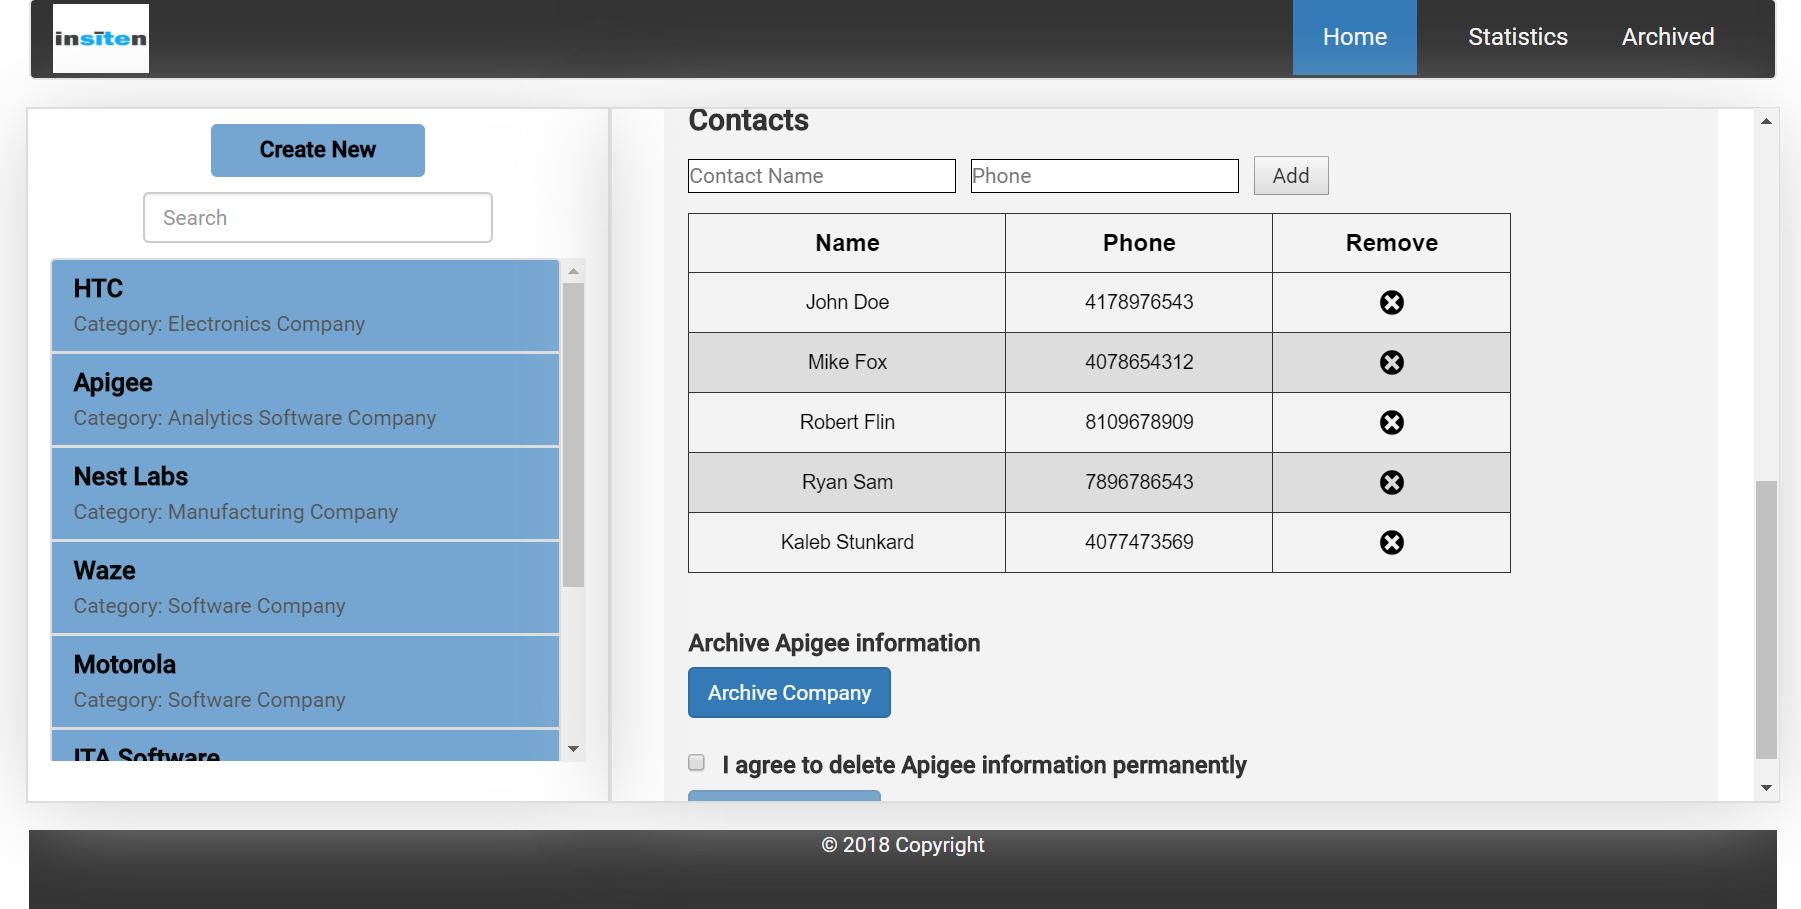 insīten
Home Statistics Archived
Create New
Search
HTC
Category: Electronics Company
Apigee
Category: Analytics Software Company
Nest Labs
Category: Manufacturing Company
Waze
Category: Software Company
Motorola
Category: Software Company
ITA Software
Contacts
Contact Name Phone Add
Name Phone Remove
John Doe 4178976543
Mike Fox 4078654312
Robert Flin 8109678909
Ryan Sam 7896786543
Kaleb Stunkard 4077473569
Archive Apigee information
Archive Company
I agree to delete Apigee information permanently
© 2018 Copyright